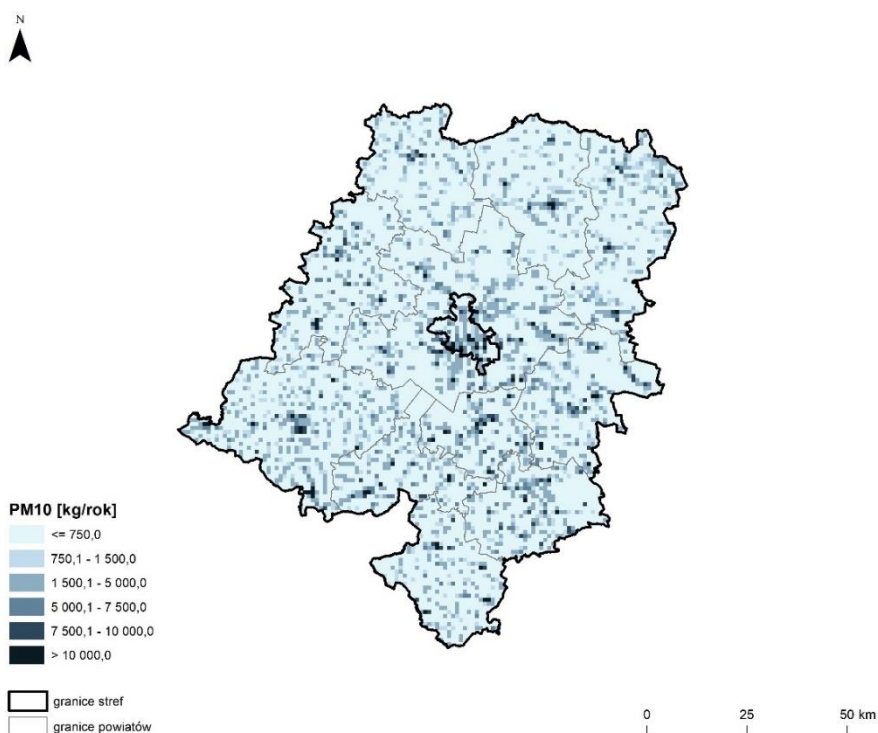 N
PM10 [kg/rok]
<= 750,0
750,1 - 1 500,0
1 500,1 - 5 000,0
5 000,1 - 7 500,0
7 500,1 - 10 000,0
> 10 000,0
granice stref
granice powiatów
0 25 50 km